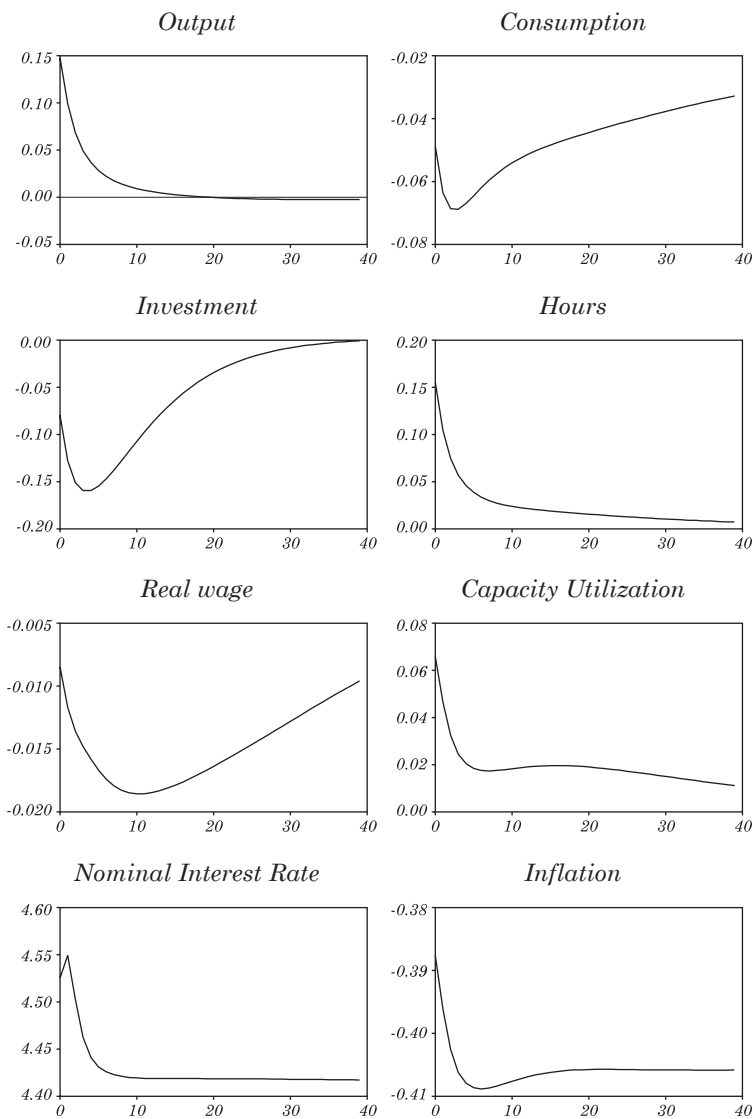 Output
0.15
0.10
0.05
0.00
-0.05
0 10 20 30 40
Consumption
-0.02
-0.04
-0.06
-0.08
0 10 20 30 40
Investment
0.00
-0.05
-0.10
-0.15
-0.20
0 10 20 30 40
Hours
0.20
0.15
0.10
0.05
0.00
0 10 20 30 40
Real wage
-0.005
-0.010
-0.015
-0.020
0 10 20 30 40
Capacity Utilization
0.08
0.06
0.04
0.02
0.00
0 10 20 30 40
Nominal Interest Rate
4.60
4.55
4.50
4.45
4.40
0 10 20 30 40
Inflation
-0.38
-0.39
-0.40
-0.41
0 10 20 30 40